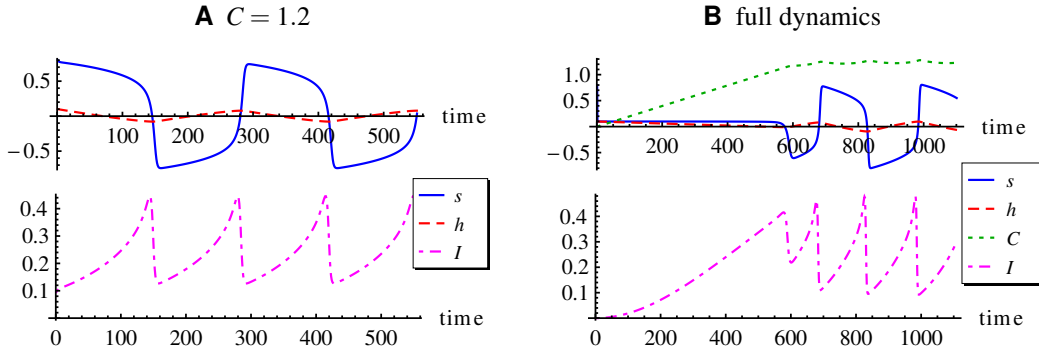 A C = 1.2
0.5
−0.5
100 200 300 400 500
time
0.4
0.3
0.2
0.1
0 100 200 300 400 500
time
s
h
I
B full dynamics
1.0
0.5
−0.5
200 400 600 800 1000
time
0.4
0.3
0.2
0.1
0 200 400 600 800 1000
time
s
h
C
I